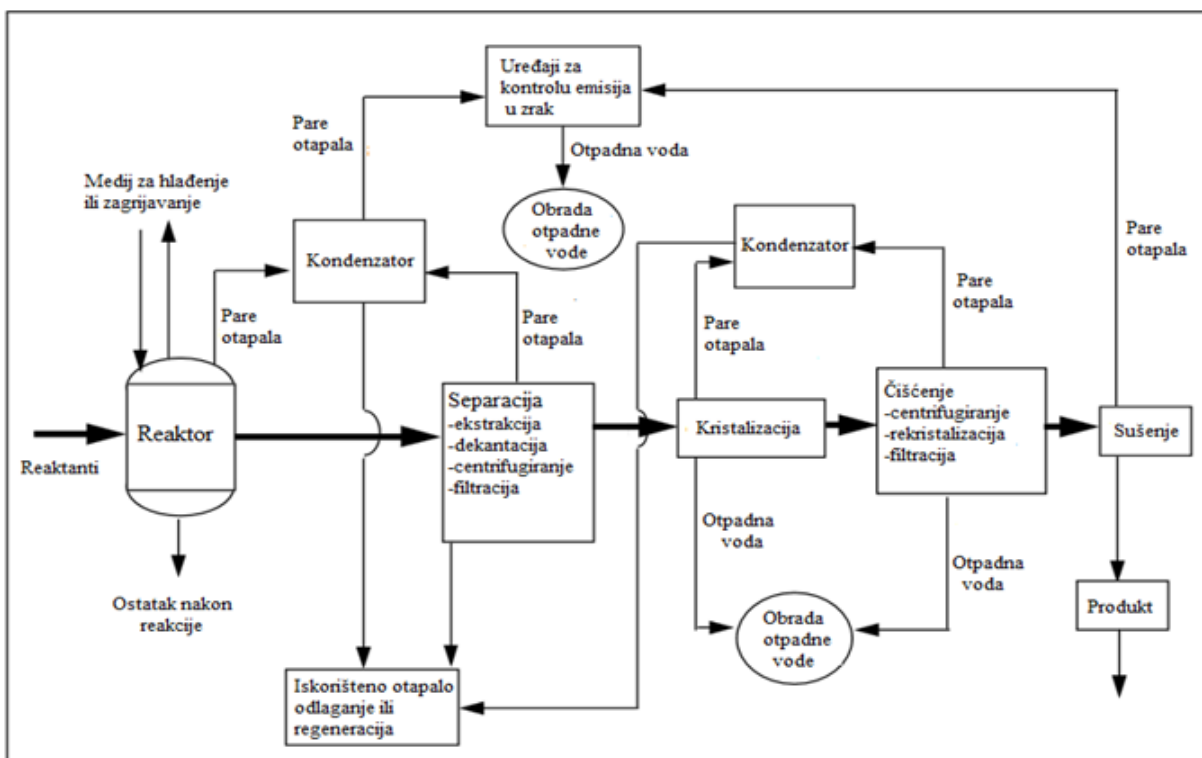 Uređaji za
kontrolu emisija
u zrak
Pare
otapala
Otpadna voda
Medij za hlađenje
ili zagrijavanje
Obrada
otpadne
vode
Kondenzator
Kondenzator
Pare
otapala
Pare
otapala
Pare
otapala
Pare
otapala
Pare
otapala
Reaktor
Reaktanti
Separacija
-ekstrakcija
-dekantacija
-centrifugiranje
-filtracija
Kristalizacija
Čišćenje
-centrifugiranje
-rekristalizacija
-filtracija
Sušenje
Otpadna
voda
Otpadna
voda
Ostatak nakon
reakcije
Obrada
otpadne
vode
Produkt
Iskorišteno otapalo
odlaganje ili
regeneracija